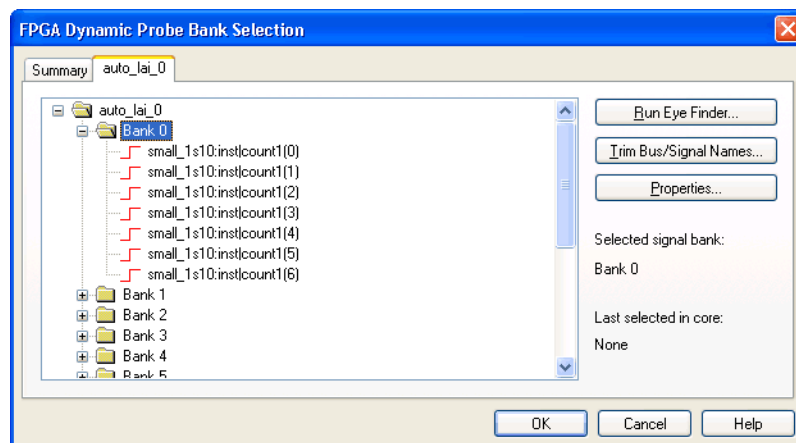 FPGA Dynamic Probe Bank Selection
Summary
auto_lai_0
auto_lai_0
Bank 0
small_1s10:inst|count1(0)
small_1s10:inst|count1(1)
small_1s10:inst|count1(2)
small_1s10:inst|count1(3)
small_1s10:inst|count1(4)
small_1s10:inst|count1(5)
small_1s10:inst|count1(6)
Bank 1
Bank 2
Bank 3
Bank 4
Bank 5
Run Eye Finder...
Trim Bus/Signal Names...
Properties...
Selected signal bank:
Bank 0
Last selected in core:
None
OK
Cancel
Help